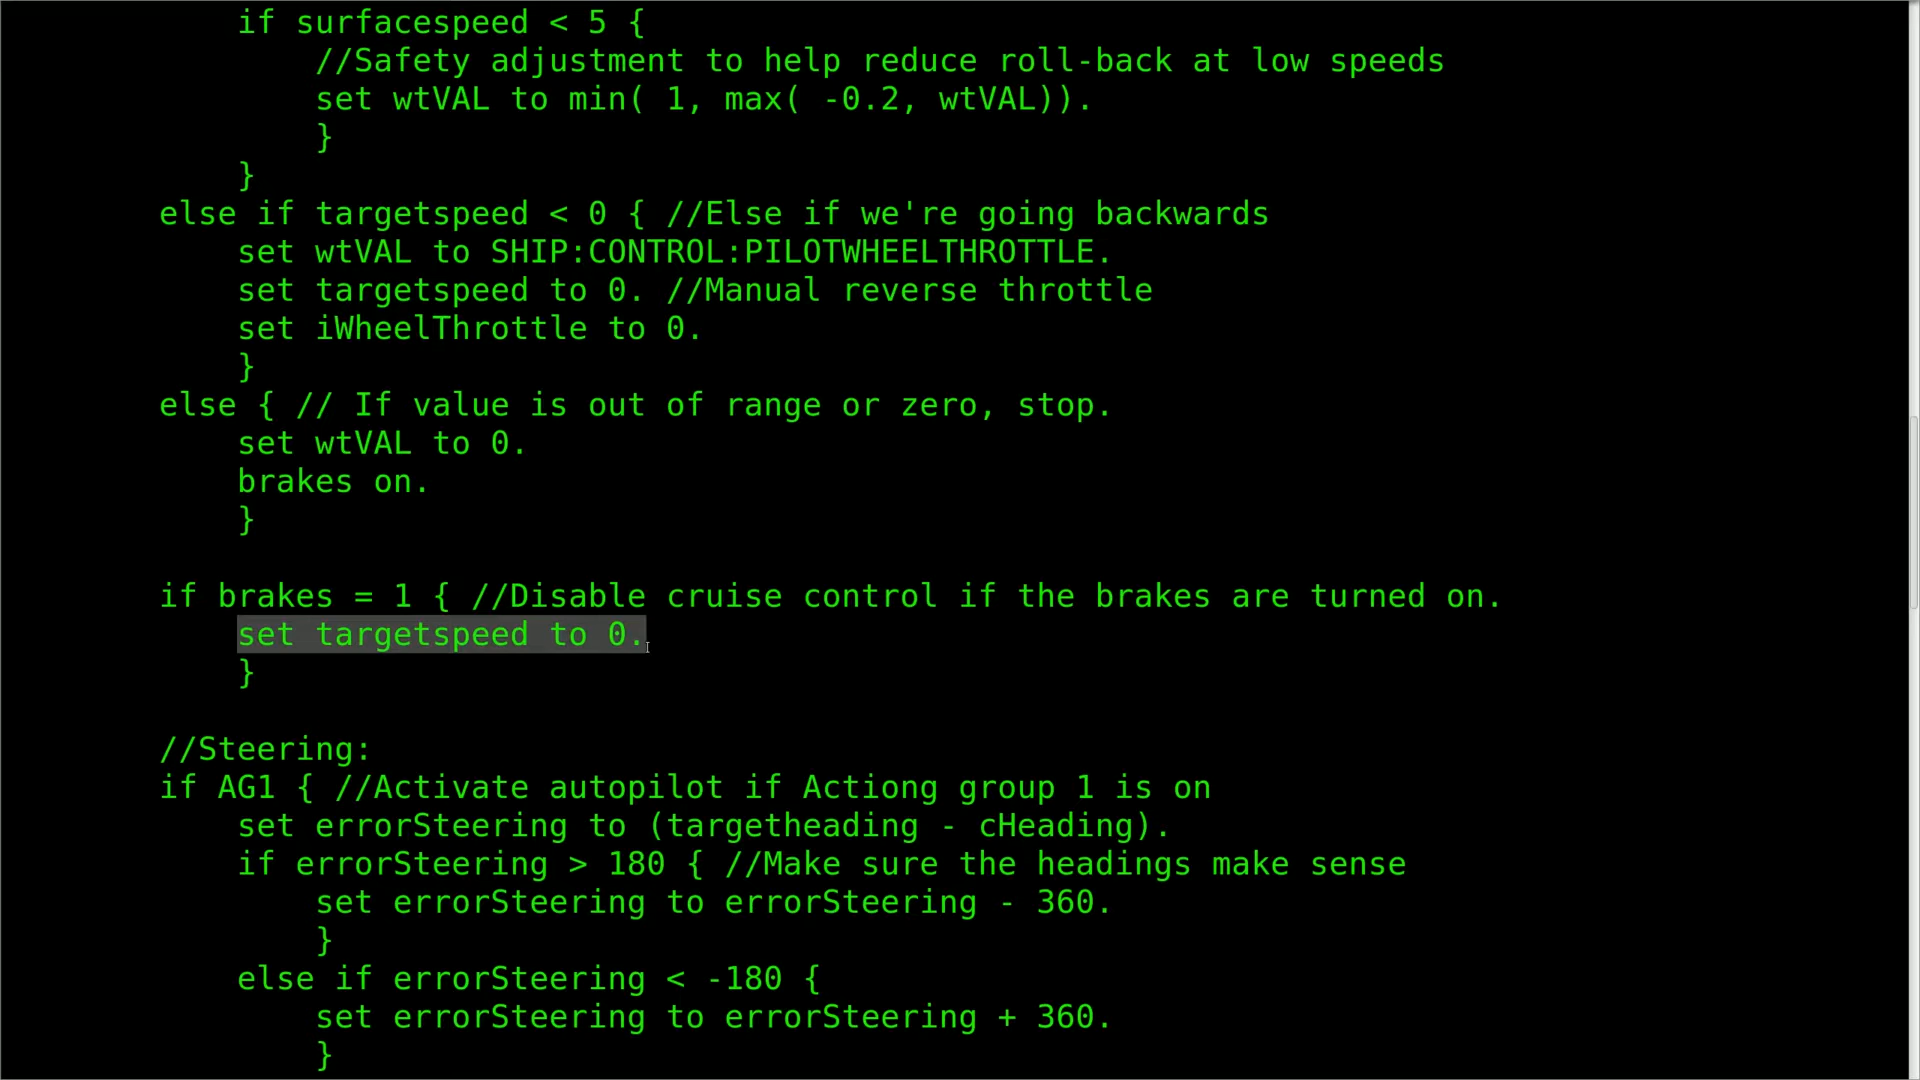 if surfacespeed < 5 {
//Safety adjustment to help reduce roll-back at low speeds
set wtVAL to min( 1, max( -0.2, wtVAL)).
}
}
else if targetspeed < 0 { //Else if we're going backwards
set wtVAL to SHIP:CONTROL:PILOTWHEELTHROTTLE.
set targetspeed to 0. //Manual reverse throttle
set iWheelThrottle to 0.
}
else { // If value is out of range or zero, stop.
set wtVAL to 0.
brakes on.
}
if brakes = 1 { //Disable cruise control if the brakes are turned on.
set targetspeed to 0.
}
//Steering:
if AG1 { //Activate autopilot if Actiong group 1 is on
set errorSteering to (targetheading - cHeading).
if errorSteering > 180 { //Make sure the headings make sense
set errorSteering to errorSteering - 360.
}
else if errorSteering < -180 {
set errorSteering to errorSteering + 360.
}